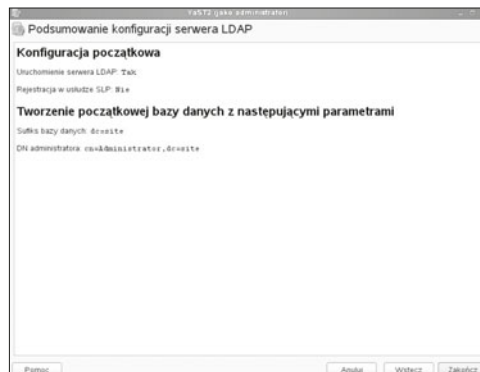 YaST2 (jako administrator)
Podsumowanie konfiguracji serwera LDAP
Konfiguracja początkowa
Uruchomienie serwera LDAP: Tak
Rejestracja w usłudze SLP: Nie
Tworzenie początkowej bazy danych z następującymi parametrami
Sufiks bazy danych: dc=site
DN administratora: cn=Administrator,dc=site
Pomoc
Anuluj
Wstecz
Zakończ